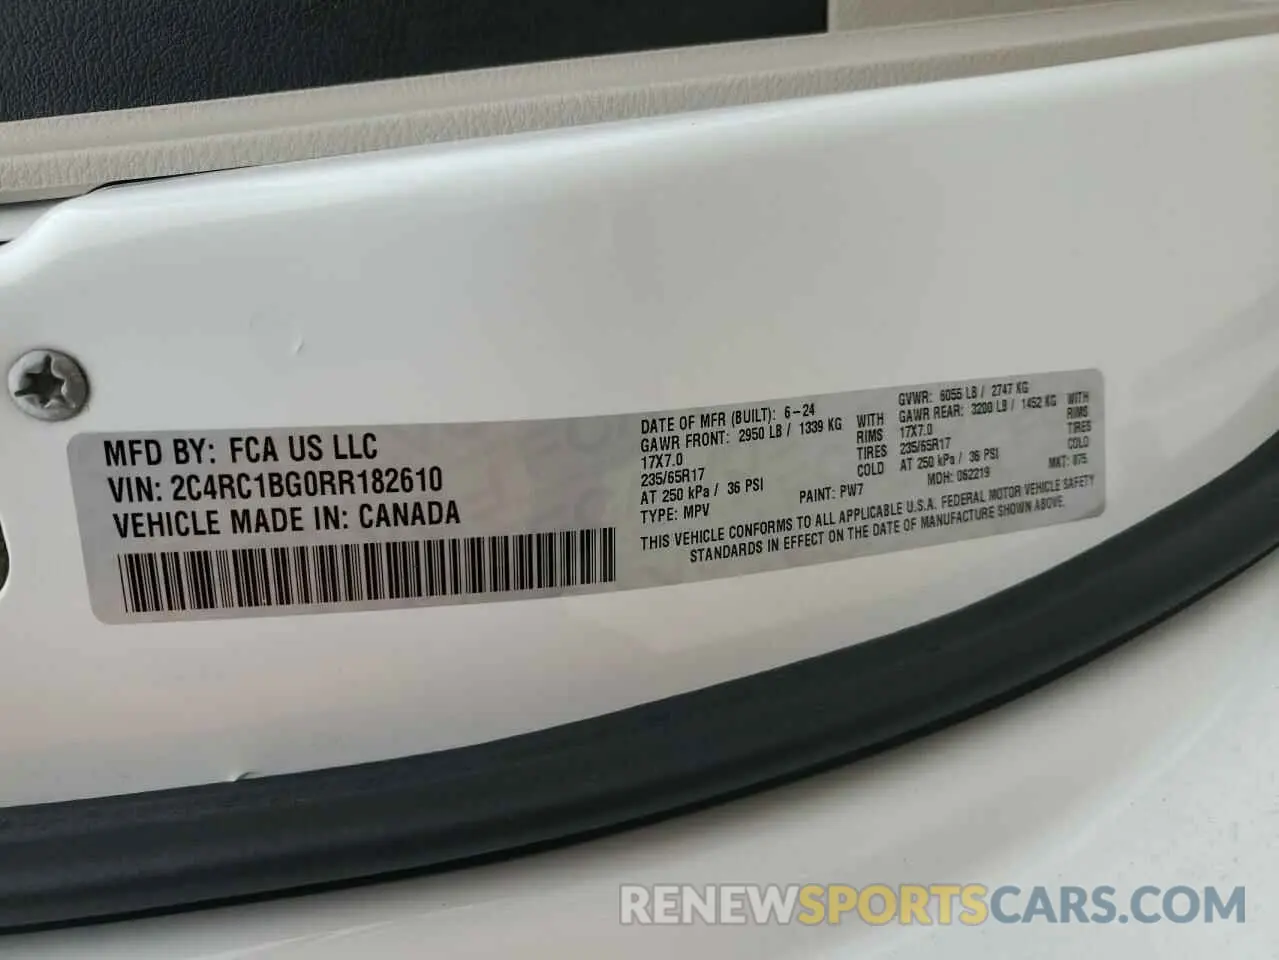 MFD BY: FCA US LLC
VIN: 2C4RC1BG0RR182610
VEHICLE MADE IN: CANADA
DATE OF MFR (BUILT): 6-24
GAWR FRONT: 2950 LB / 1339 KG WITH
17X7.0 RIMS
235/65R17 TIRES
AT 250 kPa / 36 PSI COLD
TYPE: MPV
PAINT: PW7
GVWR: 6055 LB / 2747 KG
GAWR REAR: 3200 LB / 1452 KG WITH
17X7.0 RIMS
235/65R17 TIRES
AT 250 kPa / 36 PSI COLD
MDH: 062219
MKT: 875
THIS VEHICLE CONFORMS TO ALL APPLICABLE U.S.A. FEDERAL MOTOR VEHICLE SAFETY
STANDARDS IN EFFECT ON THE DATE OF MANUFACTURE SHOWN ABOVE.
RENEWSPORTSCARS.COM